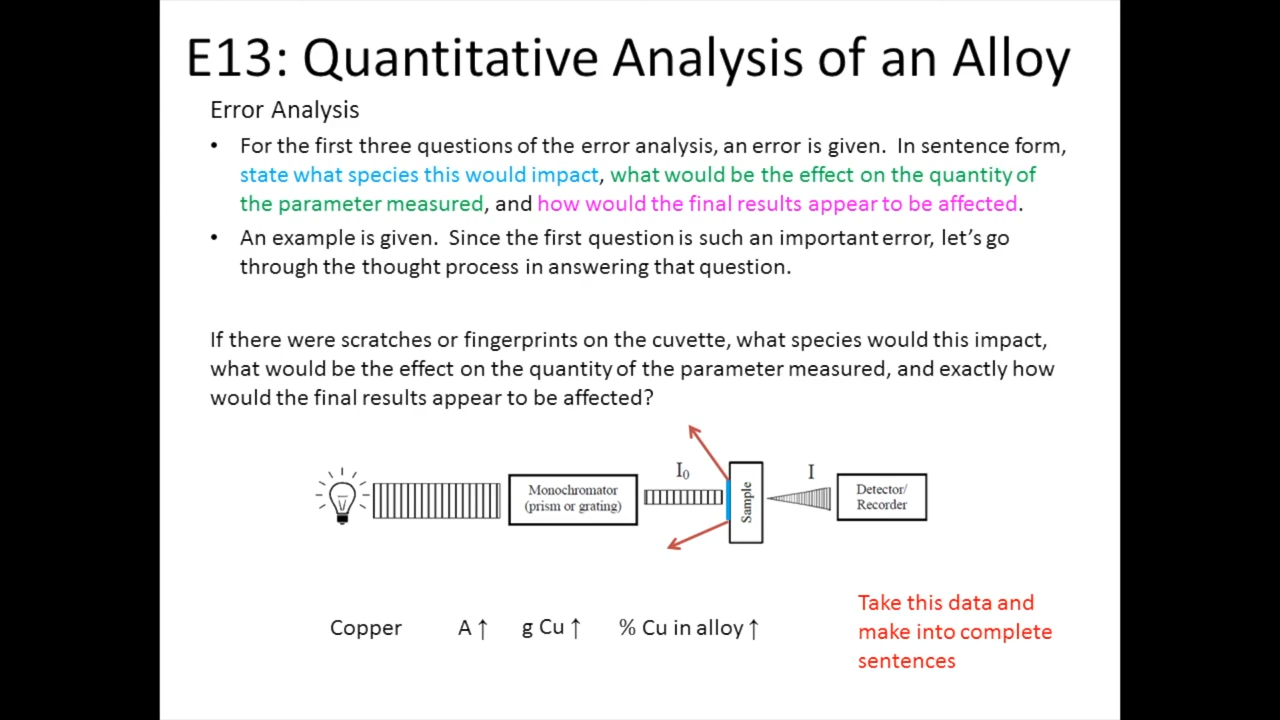 E13: Quantitative Analysis of an Alloy
Error Analysis
• For the first three questions of the error analysis, an error is given. In sentence form,
state what species this would impact, what would be the effect on the quantity of
the parameter measured, and how would the final results appear to be affected.
• An example is given. Since the first question is such an important error, let's go
through the thought process in answering that question.
If there were scratches or fingerprints on the cuvette, what species would this impact,
what would be the effect on the quantity of the parameter measured, and exactly how
would the final results appear to be affected?
Monochromator
(prism or grating)
I₀
Sample
I
Detector/
Recorder
Copper A↑ g Cu↑ % Cu in alloy↑
Take this data and
make into complete
sentences